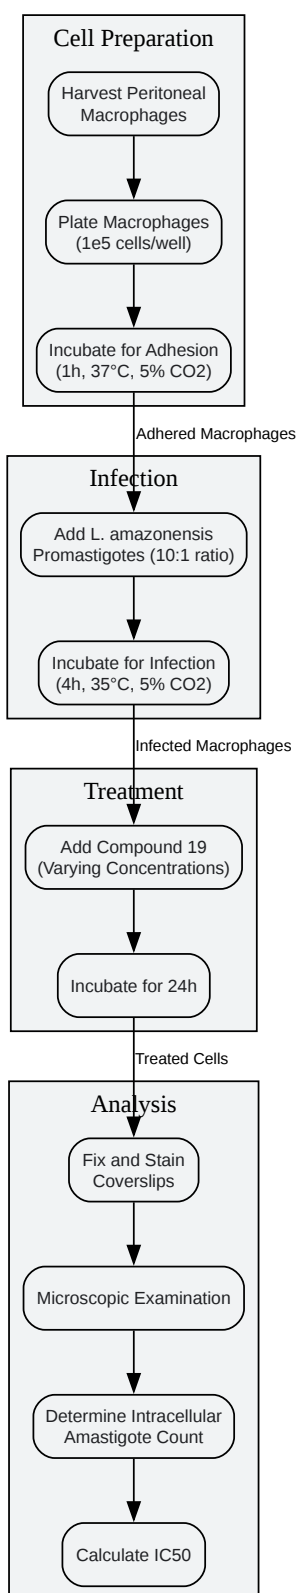 Cell Preparation
Harvest Peritoneal
Macrophages
Plate Macrophages
(1e5 cells/well)
Incubate for Adhesion
(1h, 37°C, 5% CO2)
Adhered Macrophages
Infection
Add L. amazonensis
Promastigotes (10:1 ratio)
Incubate for Infection
(4h, 35°C, 5% CO2)
Infected Macrophages
Treatment
Add Compound 19
(Varying Concentrations)
Incubate for 24h
Treated Cells
Analysis
Fix and Stain
Coverslips
Microscopic Examination
Determine Intracellular
Amastigote Count
Calculate IC50